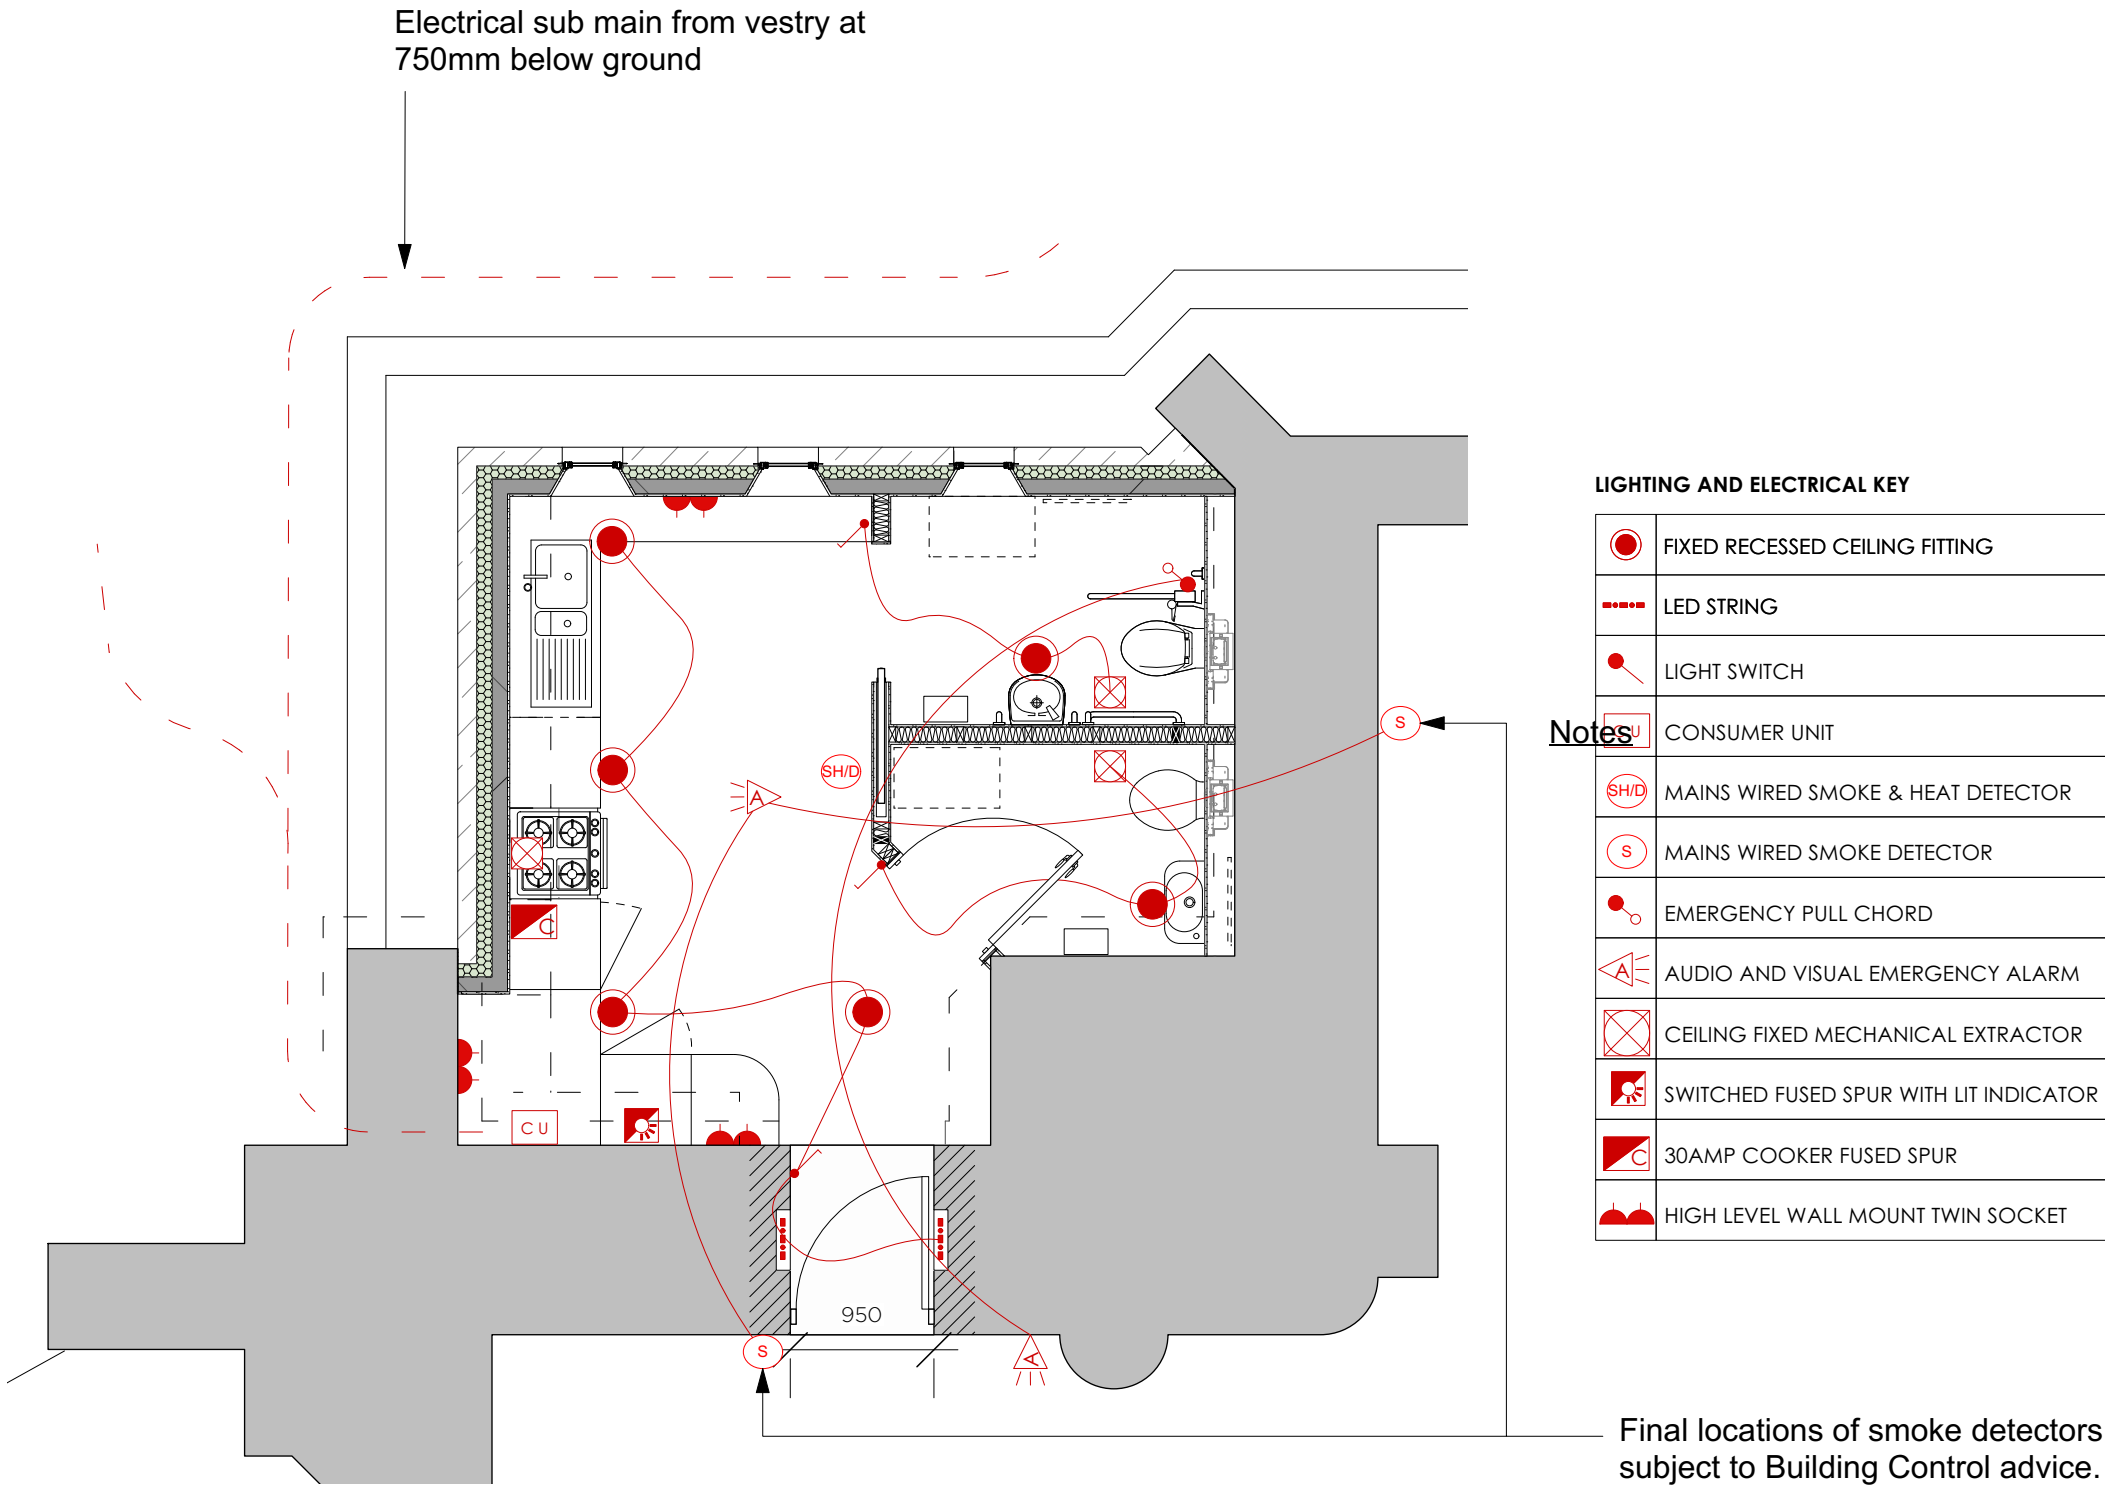 Electrical sub main from vestry at
750mm below ground
LIGHTING AND ELECTRICAL KEY
FIXED RECESSED CEILING FITTING
LED STRING
LIGHT SWITCH
Notes
CU CONSUMER UNIT
SH/D MAINS WIRED SMOKE & HEAT DETECTOR
S MAINS WIRED SMOKE DETECTOR
EMERGENCY PULL CHORD
A AUDIO AND VISUAL EMERGENCY ALARM
CEILING FIXED MECHANICAL EXTRACTOR
SWITCHED FUSED SPUR WITH LIT INDICATOR
C 30AMP COOKER FUSED SPUR
HIGH LEVEL WALL MOUNT TWIN SOCKET
S
SH/D
A
C
CU
950
S
A
Final locations of smoke detectors
subject to Building Control advice.